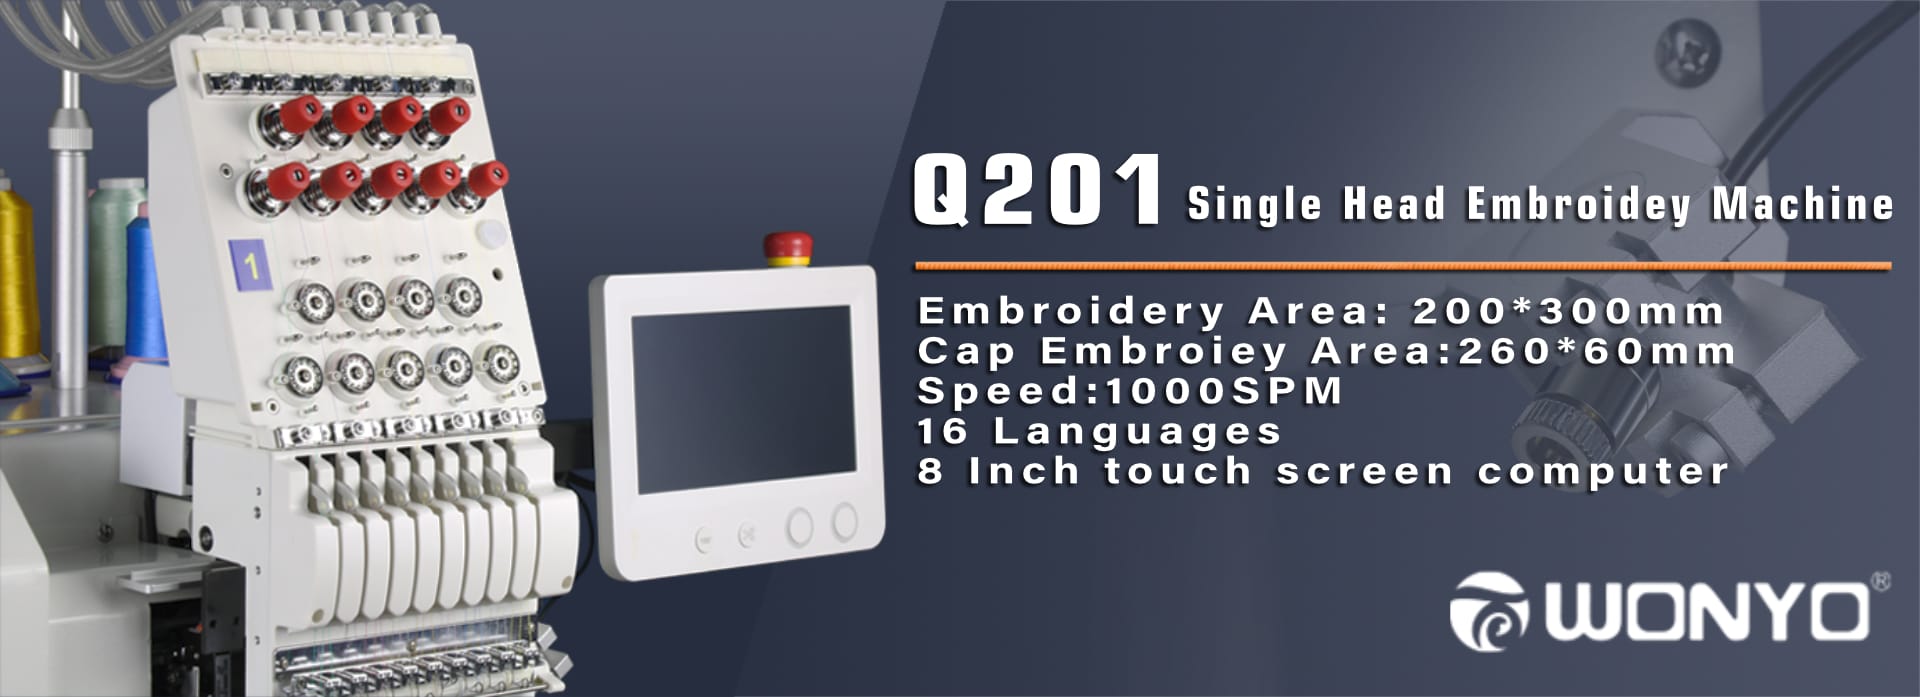 1
Q201 Single Head Embroidey Machine
Embroidery Area: 200*300mm
Cap Embroiey Area:260*60mm
Speed:1000SPM
16 Languages
8 Inch touch screen computer
WONYO®